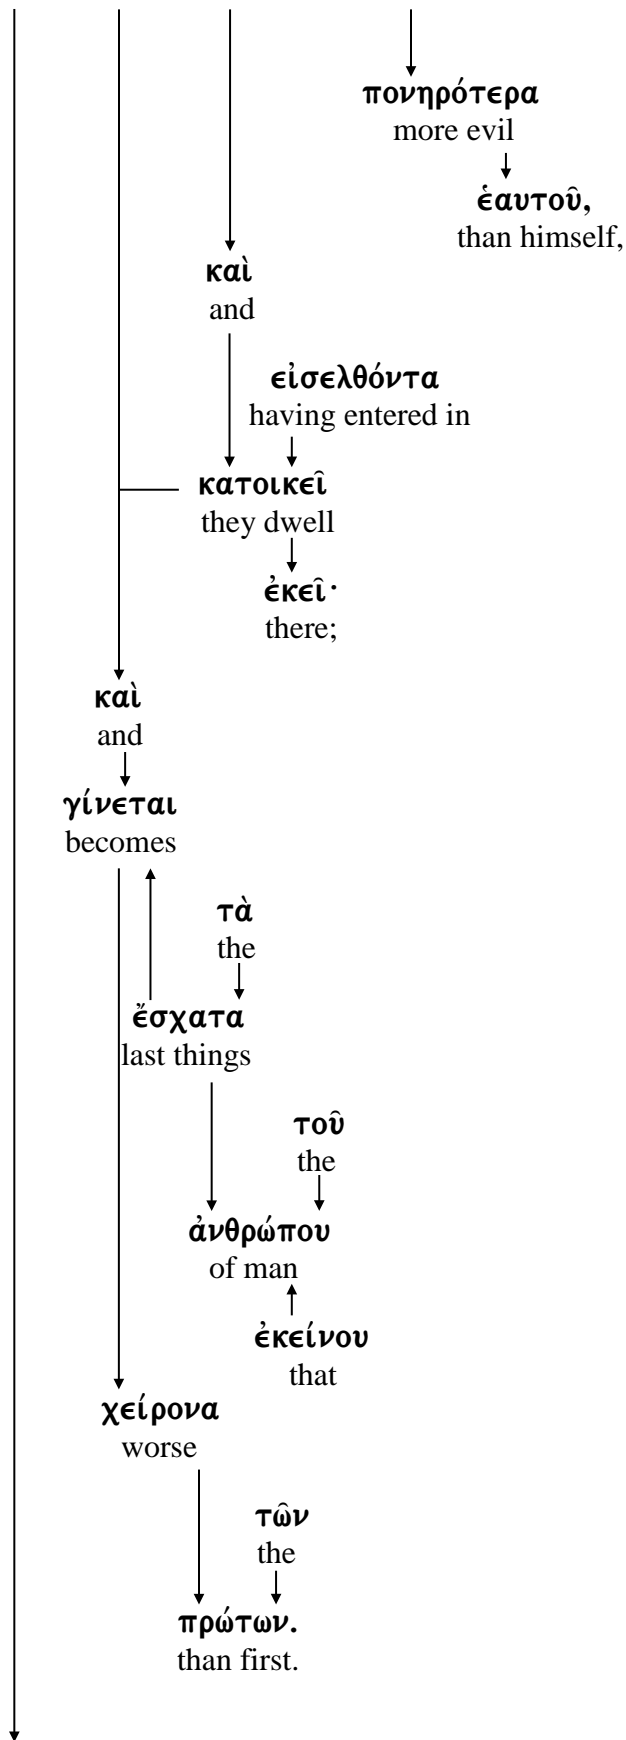 πονηρότερα
more evil
ἑαυτοῦ,
than himself,
καὶ
and
εἰσελθόντα
having entered in
κατοικεῖ
they dwell
ἐκεῖ·
there;
καὶ
and
γίνεται
becomes
τὰ
the
ἔσχατα
last things
τοῦ
the
ἀνθρώπου
of man
ἐκείνου
that
χείρονα
worse
τῶν
the
πρώτων.
than first.